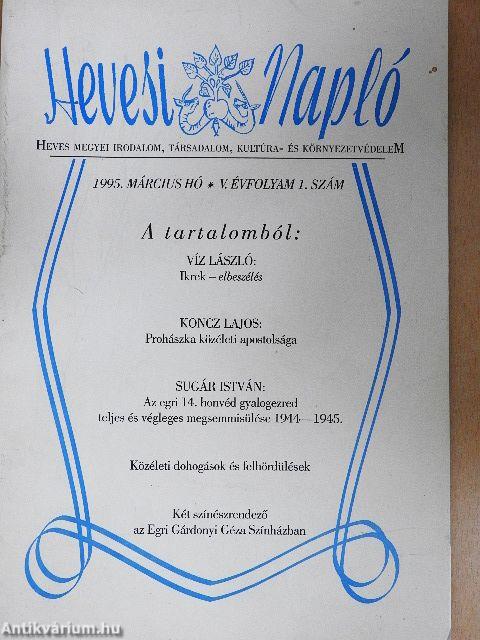 Hevesi Napló
HEVES MEGYEI IRODALOM, TÁRSADALOM, KULTÚRA- ÉS KÖRNYEZETVÉDELEM
1995. MÁRCIUS HÓ * V. ÉVFOLYAM 1. SZÁM
A tartalomból:
VÍZ LÁSZLÓ:
Ikrek – elbeszélés
KONCZ LAJOS:
Prohászka közéleti apostolsága
SUGÁR ISTVÁN:
Az egri 14. honvéd gyalogezred
teljes és végleges megsemmisülése 1944—1945.
Közéleti dohogások és felhördülések
Két színészrendező
az Egri Gárdonyi Géza Színházban
Antikvárium.hu